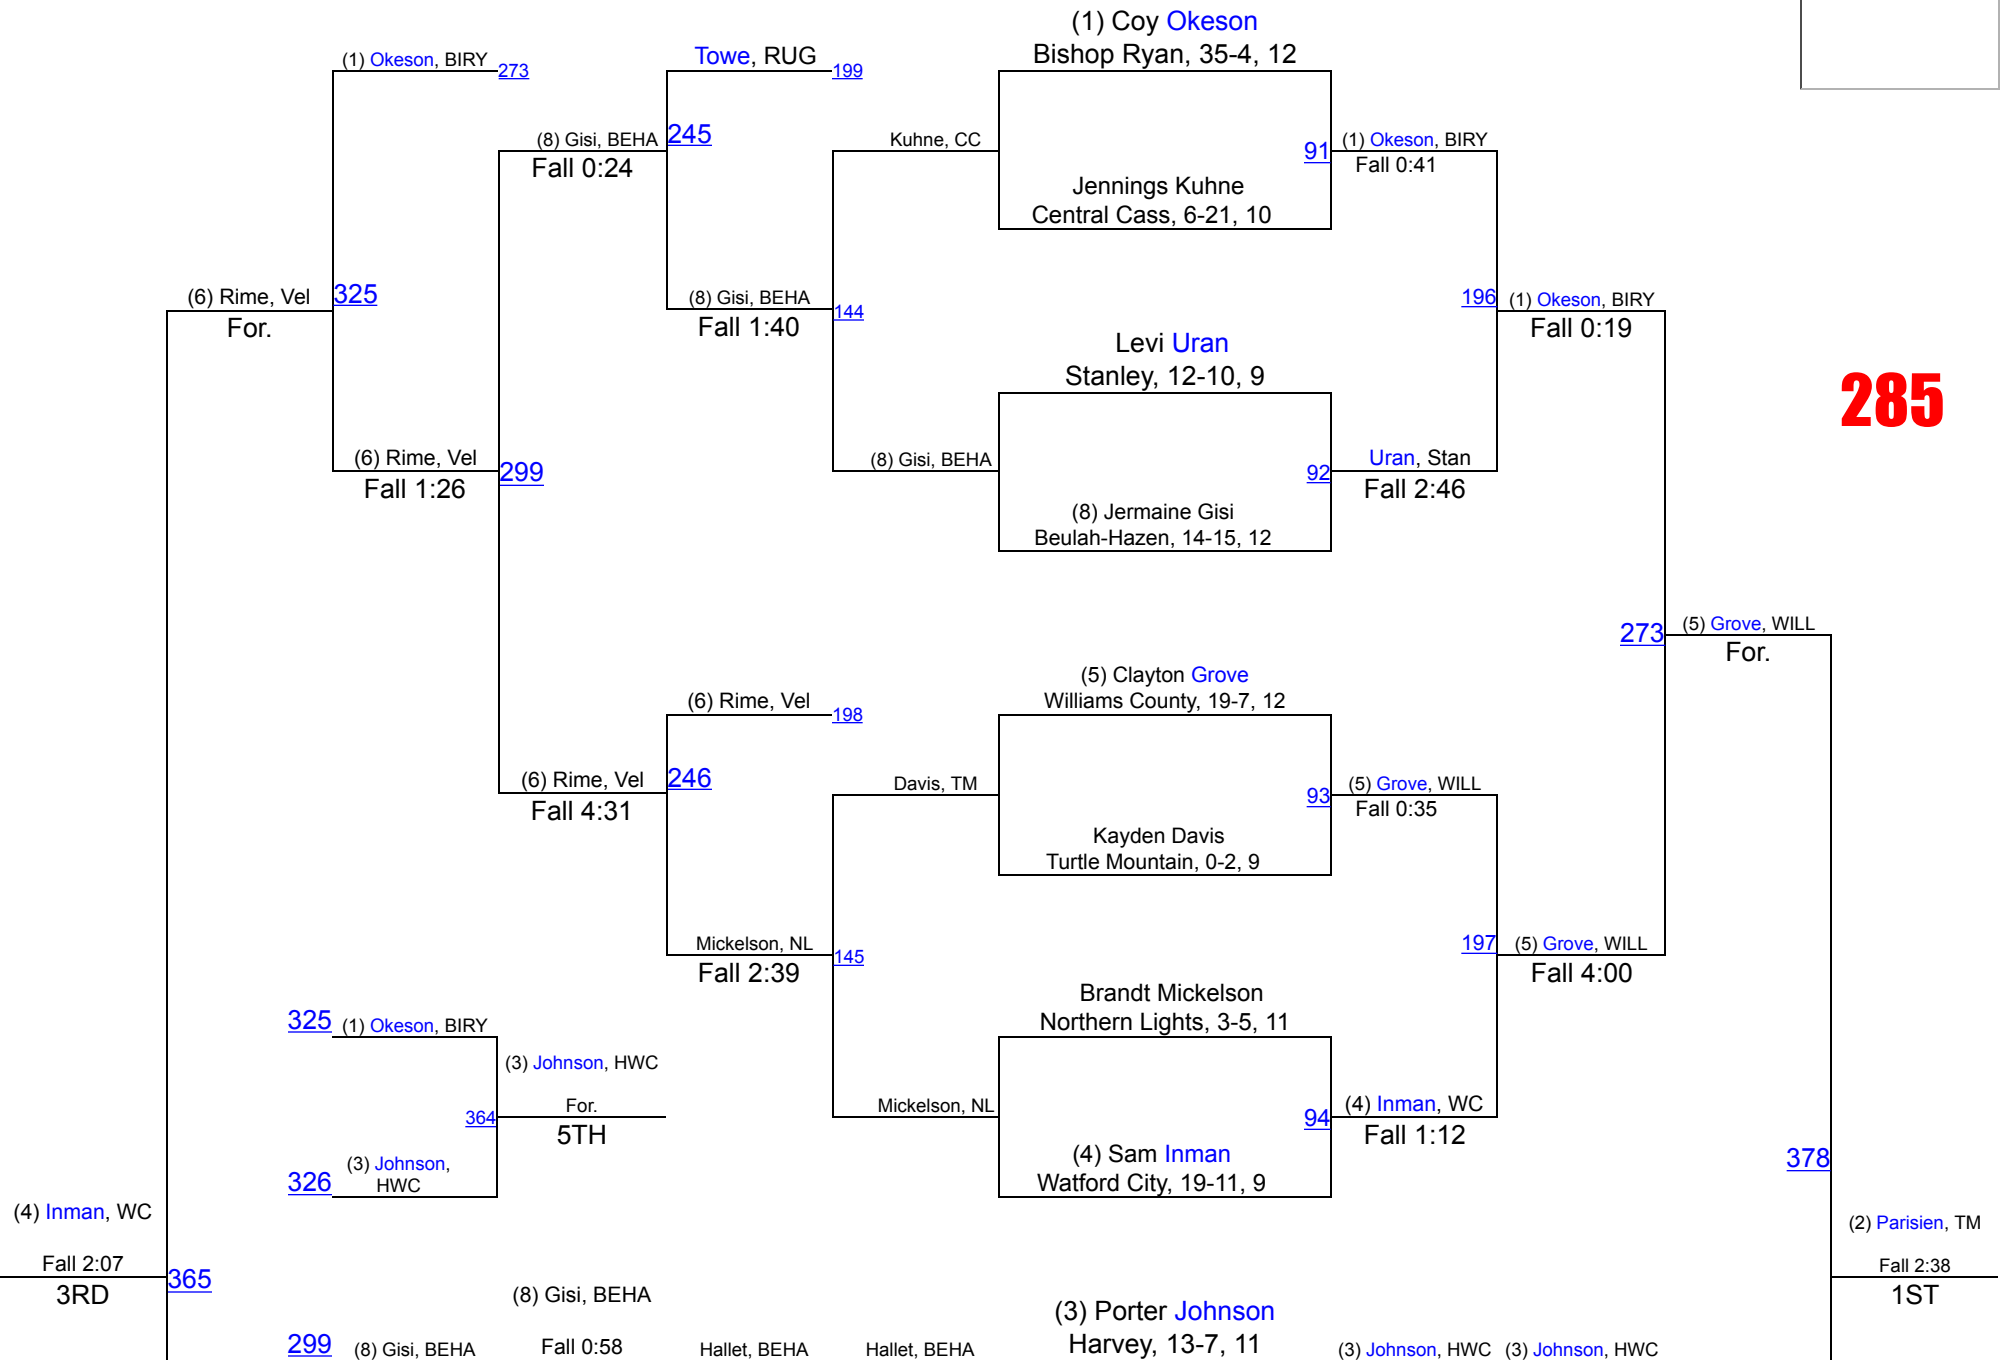 (1) Coy Okeson
(1) Okeson, BIRY
273
Towe, RUG
199
Bishop Ryan, 35-4, 12
(8) Gisi, BEHA
245
Fall 0:24
Kuhne, CC
91
(1) Okeson, BIRY
Fall 0:41
Jennings Kuhne
Central Cass, 6-21, 10
(6) Rime, Vel
325
For.
(8) Gisi, BEHA
144
Fall 1:40
196
(1) Okeson, BIRY
Fall 0:19
Levi Uran
Stanley, 12-10, 9
285
(6) Rime, Vel
299
Fall 1:26
(8) Gisi, BEHA
92
Uran, Stan
Fall 2:46
(8) Jermaine Gisi
Beulah-Hazen, 14-15, 12
273
(5) Grove, WILL
For.
(6) Rime, Vel
198
(5) Clayton Grove
Williams County, 19-7, 12
(6) Rime, Vel
246
Fall 4:31
Davis, TM
93
(5) Grove, WILL
Fall 0:35
Kayden Davis
Turtle Mountain, 0-2, 9
Mickelson, NL
145
Fall 2:39
197
(5) Grove, WILL
Fall 4:00
Brandt Mickelson
Northern Lights, 3-5, 11
325
(1) Okeson, BIRY
(3) Johnson, HWC
364
For.
5TH
Mickelson, NL
94
(4) Inman, WC
Fall 1:12
(4) Sam Inman
Watford City, 19-11, 9
326
(3) Johnson,
HWC
378
(4) Inman, WC
Fall 2:07
3RD
365
(2) Parisien, TM
Fall 2:38
1ST
(8) Gisi, BEHA
(3) Porter Johnson
Harvey, 13-7, 11
299
(8) Gisi, BEHA
Fall 0:58
Hallet, BEHA
Hallet, BEHA
(3) Johnson, HWC
(3) Johnson, HWC